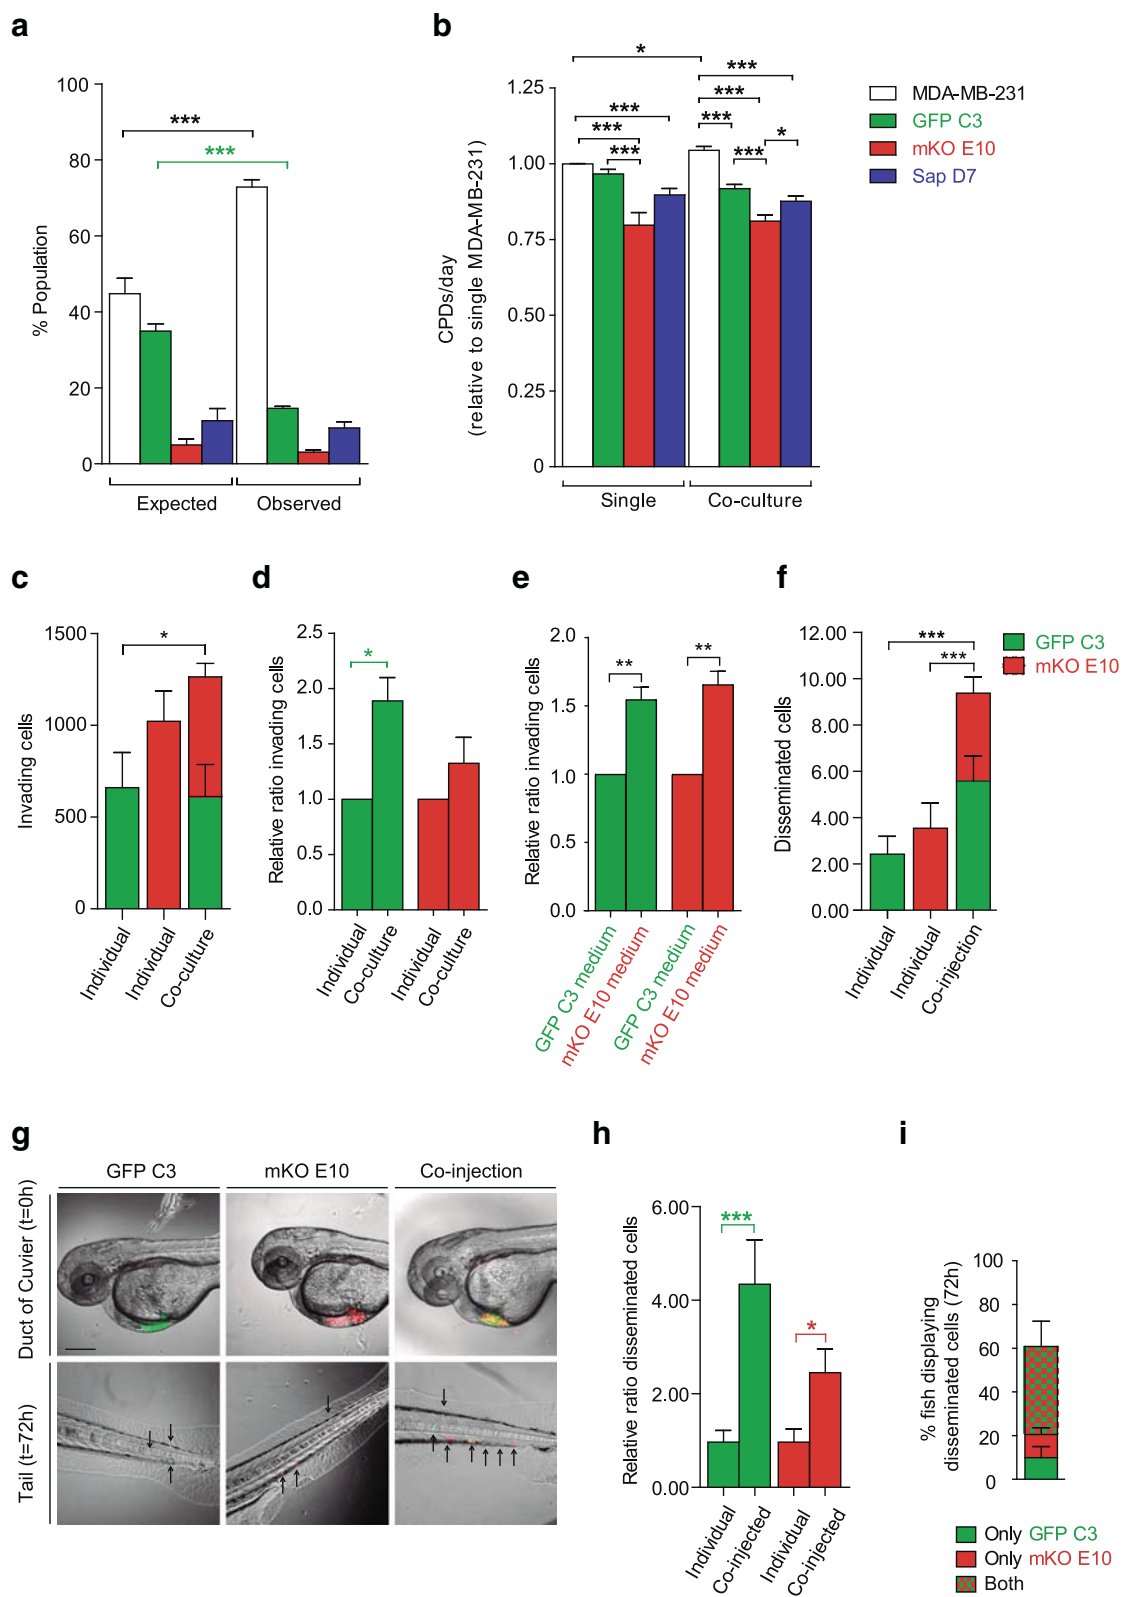 a
100
80
60
40
20
0
% Population
***
***
Expected
Observed
b
1.25
1.00
0.75
0.50
0.25
0
CPDs/day
(relative to single MDA-MB-231)
*
***
***
***
***
***
***
***
*
Single
Co-culture
MDA-MB-231
GFP C3
mKO E10
Sap D7
c
1500
1000
500
0
Invading cells
*
Individual
Individual
Co-culture
d
2.5
2.0
1.5
1.0
0.5
0.0
Relative ratio invading cells
*
Individual
Co-culture
Individual
Co-culture
e
2.0
1.5
1.0
0.5
0.0
Relative ratio invading cells
**
**
GFP C3 medium
mKO E10 medium
GFP C3 medium
mKO E10 medium
f
12.00
10.00
8.00
6.00
4.00
2.00
0.00
Disseminated cells
***
***
Individual
Individual
Co-injection
GFP C3
mKO E10
g
GFP C3
mKO E10
Co-injection
Duct of Cuvier (t=0h)
Tail (t=72h)
h
6.00
4.00
2.00
0.00
Relative ratio disseminated cells
***
*
Individual
Co-injected
Individual
Co-injected
i
100
80
60
40
20
0
% fish displaying
disseminated cells (72h)
Only GFP C3
Only mKO E10
Both